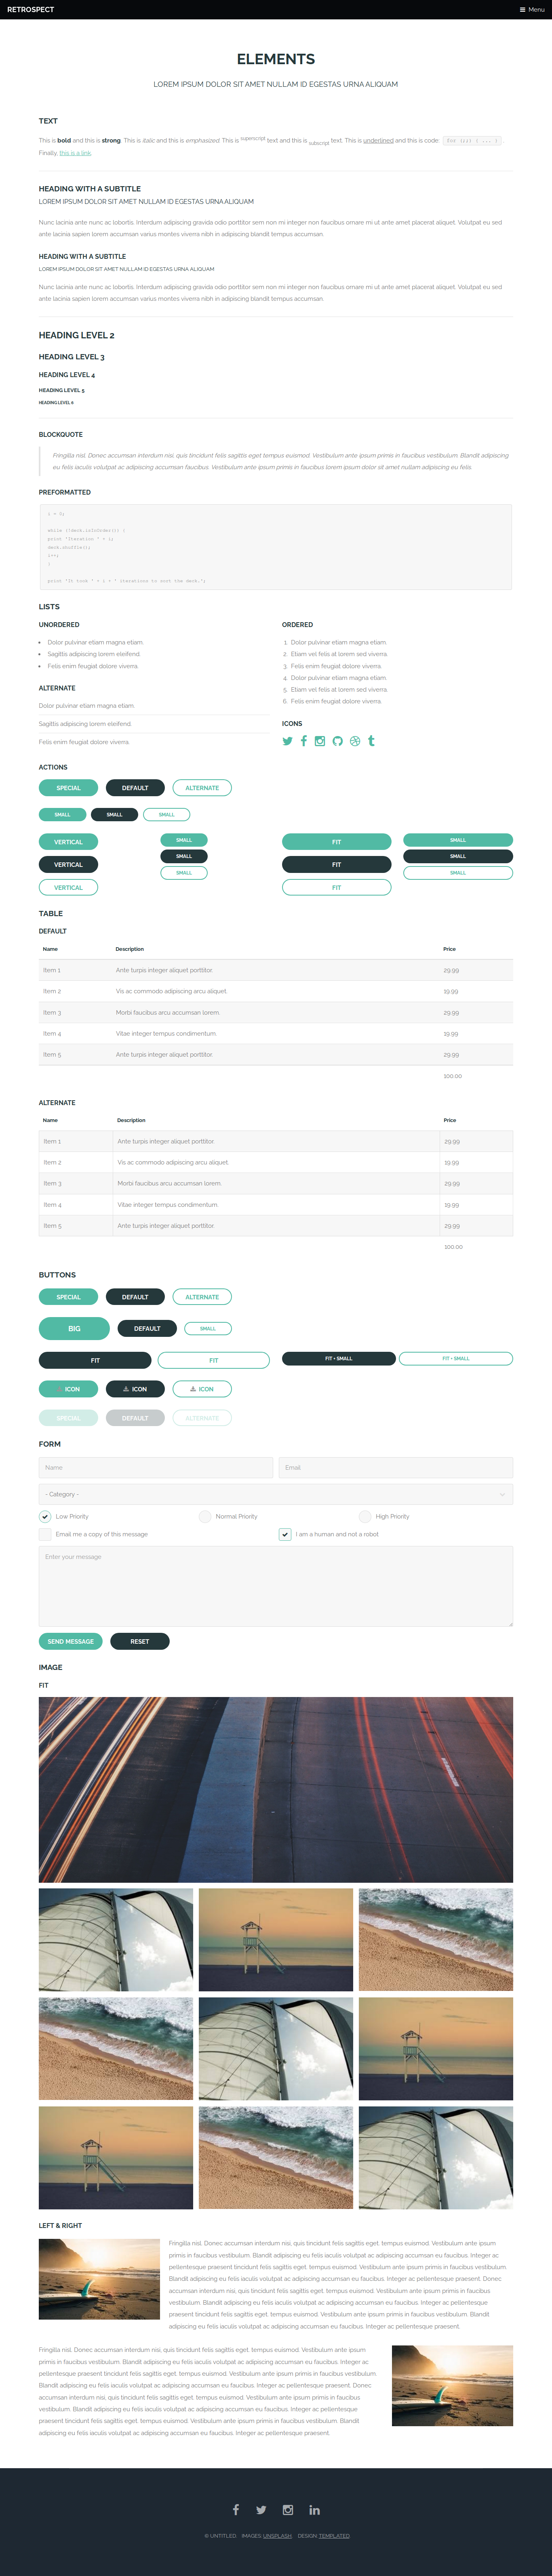 RETROSPECT
Menu
ELEMENTS
LOREM IPSUM DOLOR SIT AMET NULLAM ID EGESTAS URNA ALIQUAM
TEXT
This is bold and this is strong. This is italic and this is emphasized. This is superscript text and this is subscript text. This is underlined and this is code: for (;;) { ... }
Finally, this is a link.
HEADING WITH A SUBTITLE
LOREM IPSUM DOLOR SIT AMET NULLAM ID EGESTAS URNA ALIQUAM
Nunc lacinia ante nunc ac lobortis. Interdum adipiscing gravida odio porttitor sem non mi integer non faucibus ornare mi ut ante amet placerat aliquet. Volutpat eu sed
ante lacinia sapien lorem accumsan varius montes viverra nibh in adipiscing blandit tempus accumsan.
HEADING WITH A SUBTITLE
LOREM IPSUM DOLOR SIT AMET NULLAM ID EGESTAS URNA ALIQUAM
Nunc lacinia ante nunc ac lobortis. Interdum adipiscing gravida odio porttitor sem non mi integer non faucibus ornare mi ut ante amet placerat aliquet. Volutpat eu sed
ante lacinia sapien lorem accumsan varius montes viverra nibh in adipiscing blandit tempus accumsan.
HEADING LEVEL 2
HEADING LEVEL 3
HEADING LEVEL 4
HEADING LEVEL 5
HEADING LEVEL 6
BLOCKQUOTE
Fringilla nisl. Donec accumsan interdum nisi, quis tincidunt felis sagittis eget tempus euismod. Vestibulum ante ipsum primis in faucibus vestibulum. Blandit adipiscing
eu felis iaculis volutpat ac adipiscing accumsan faucibus. Vestibulum ante ipsum primis in faucibus lorem ipsum dolor sit amet nullam adipiscing eu felis.
PREFORMATTED
i = 0;
while (!deck.isInOrder()) {
print 'Iteration ' + i;
deck.shuffle();
i++;
}
print 'It took ' + i + ' iterations to sort the deck.';
LISTS
UNORDERED
Dolor pulvinar etiam magna etiam.
Sagittis adipiscing lorem eleifend.
Felis enim feugiat dolore viverra.
ALTERNATE
Dolor pulvinar etiam magna etiam.
Sagittis adipiscing lorem eleifend.
Felis enim feugiat dolore viverra.
ORDERED
1. Dolor pulvinar etiam magna etiam.
2. Etiam vel felis at lorem sed viverra.
3. Felis enim feugiat dolore viverra.
4. Dolor pulvinar etiam magna etiam.
5. Etiam vel felis at lorem sed viverra.
6. Felis enim feugiat dolore viverra.
ICONS
ACTIONS
SPECIAL DEFAULT ALTERNATE
SMALL SMALL SMALL
VERTICAL
VERTICAL
VERTICAL
SMALL
SMALL
SMALL
FIT
FIT
FIT
SMALL
SMALL
SMALL
TABLE
DEFAULT
Name Description Price
Item 1 Ante turpis integer aliquet porttitor. 29.99
Item 2 Vis ac commodo adipiscing arcu aliquet. 19.99
Item 3 Morbi faucibus arcu accumsan lorem. 29.99
Item 4 Vitae integer tempus condimentum. 19.99
Item 5 Ante turpis integer aliquet porttitor. 29.99
100.00
ALTERNATE
Name Description Price
Item 1 Ante turpis integer aliquet porttitor. 29.99
Item 2 Vis ac commodo adipiscing arcu aliquet. 19.99
Item 3 Morbi faucibus arcu accumsan lorem. 29.99
Item 4 Vitae integer tempus condimentum. 19.99
Item 5 Ante turpis integer aliquet porttitor. 29.99
100.00
BUTTONS
SPECIAL DEFAULT ALTERNATE
BIG DEFAULT SMALL
FIT FIT FIT + SMALL FIT + SMALL
ICON ICON ICON
SPECIAL DEFAULT ALTERNATE
FORM
Name Email
- Category -
Low Priority Normal Priority High Priority
Email me a copy of this message I am a human and not a robot
Enter your message
SEND MESSAGE RESET
IMAGE
FIT
LEFT & RIGHT
Fringilla nisl. Donec accumsan interdum nisi, quis tincidunt felis sagittis eget. tempus euismod. Vestibulum ante ipsum
primis in faucibus vestibulum. Blandit adipiscing eu felis iaculis volutpat ac adipiscing accumsan eu faucibus. Integer ac
pellentesque praesent tincidunt felis sagittis eget. tempus euismod. Vestibulum ante ipsum primis in faucibus vestibulum.
Blandit adipiscing eu felis iaculis volutpat ac adipiscing accumsan eu faucibus. Integer ac pellentesque praesent. Donec
accumsan interdum nisi, quis tincidunt felis sagittis eget. tempus euismod. Vestibulum ante ipsum primis in faucibus
vestibulum. Blandit adipiscing eu felis iaculis volutpat ac adipiscing accumsan eu faucibus. Integer ac pellentesque
praesent tincidunt felis sagittis eget. tempus euismod. Vestibulum ante ipsum primis in faucibus vestibulum. Blandit
adipiscing eu felis iaculis volutpat ac adipiscing accumsan eu faucibus. Integer ac pellentesque praesent.
Fringilla nisl. Donec accumsan interdum nisi, quis tincidunt felis sagittis eget. tempus euismod. Vestibulum ante ipsum
primis in faucibus vestibulum. Blandit adipiscing eu felis iaculis volutpat ac adipiscing accumsan eu faucibus. Integer ac
pellentesque praesent tincidunt felis sagittis eget. tempus euismod. Vestibulum ante ipsum primis in faucibus vestibulum.
Blandit adipiscing eu felis iaculis volutpat ac adipiscing accumsan eu faucibus. Integer ac pellentesque praesent. Donec
accumsan interdum nisi, quis tincidunt felis sagittis eget. tempus euismod. Vestibulum ante ipsum primis in faucibus
vestibulum. Blandit adipiscing eu felis iaculis volutpat ac adipiscing accumsan eu faucibus. Integer ac pellentesque
praesent tincidunt felis sagittis eget. tempus euismod. Vestibulum ante ipsum primis in faucibus vestibulum. Blandit
adipiscing eu felis iaculis volutpat ac adipiscing accumsan eu faucibus. Integer ac pellentesque praesent.
© UNTITLED. IMAGES: UNSPLASH. DESIGN: TEMPLATED.